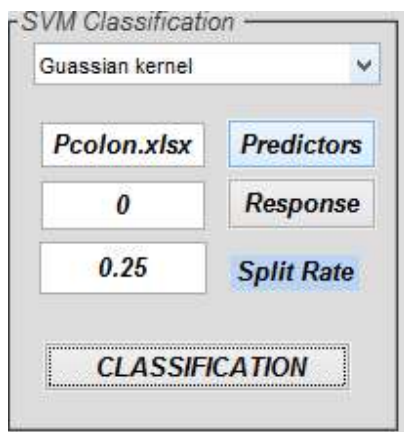 SVM Classification
Guassian kernel
Pcolon.xlsx Predictors
0 Response
0.25 Split Rate
CLASSIFICATION